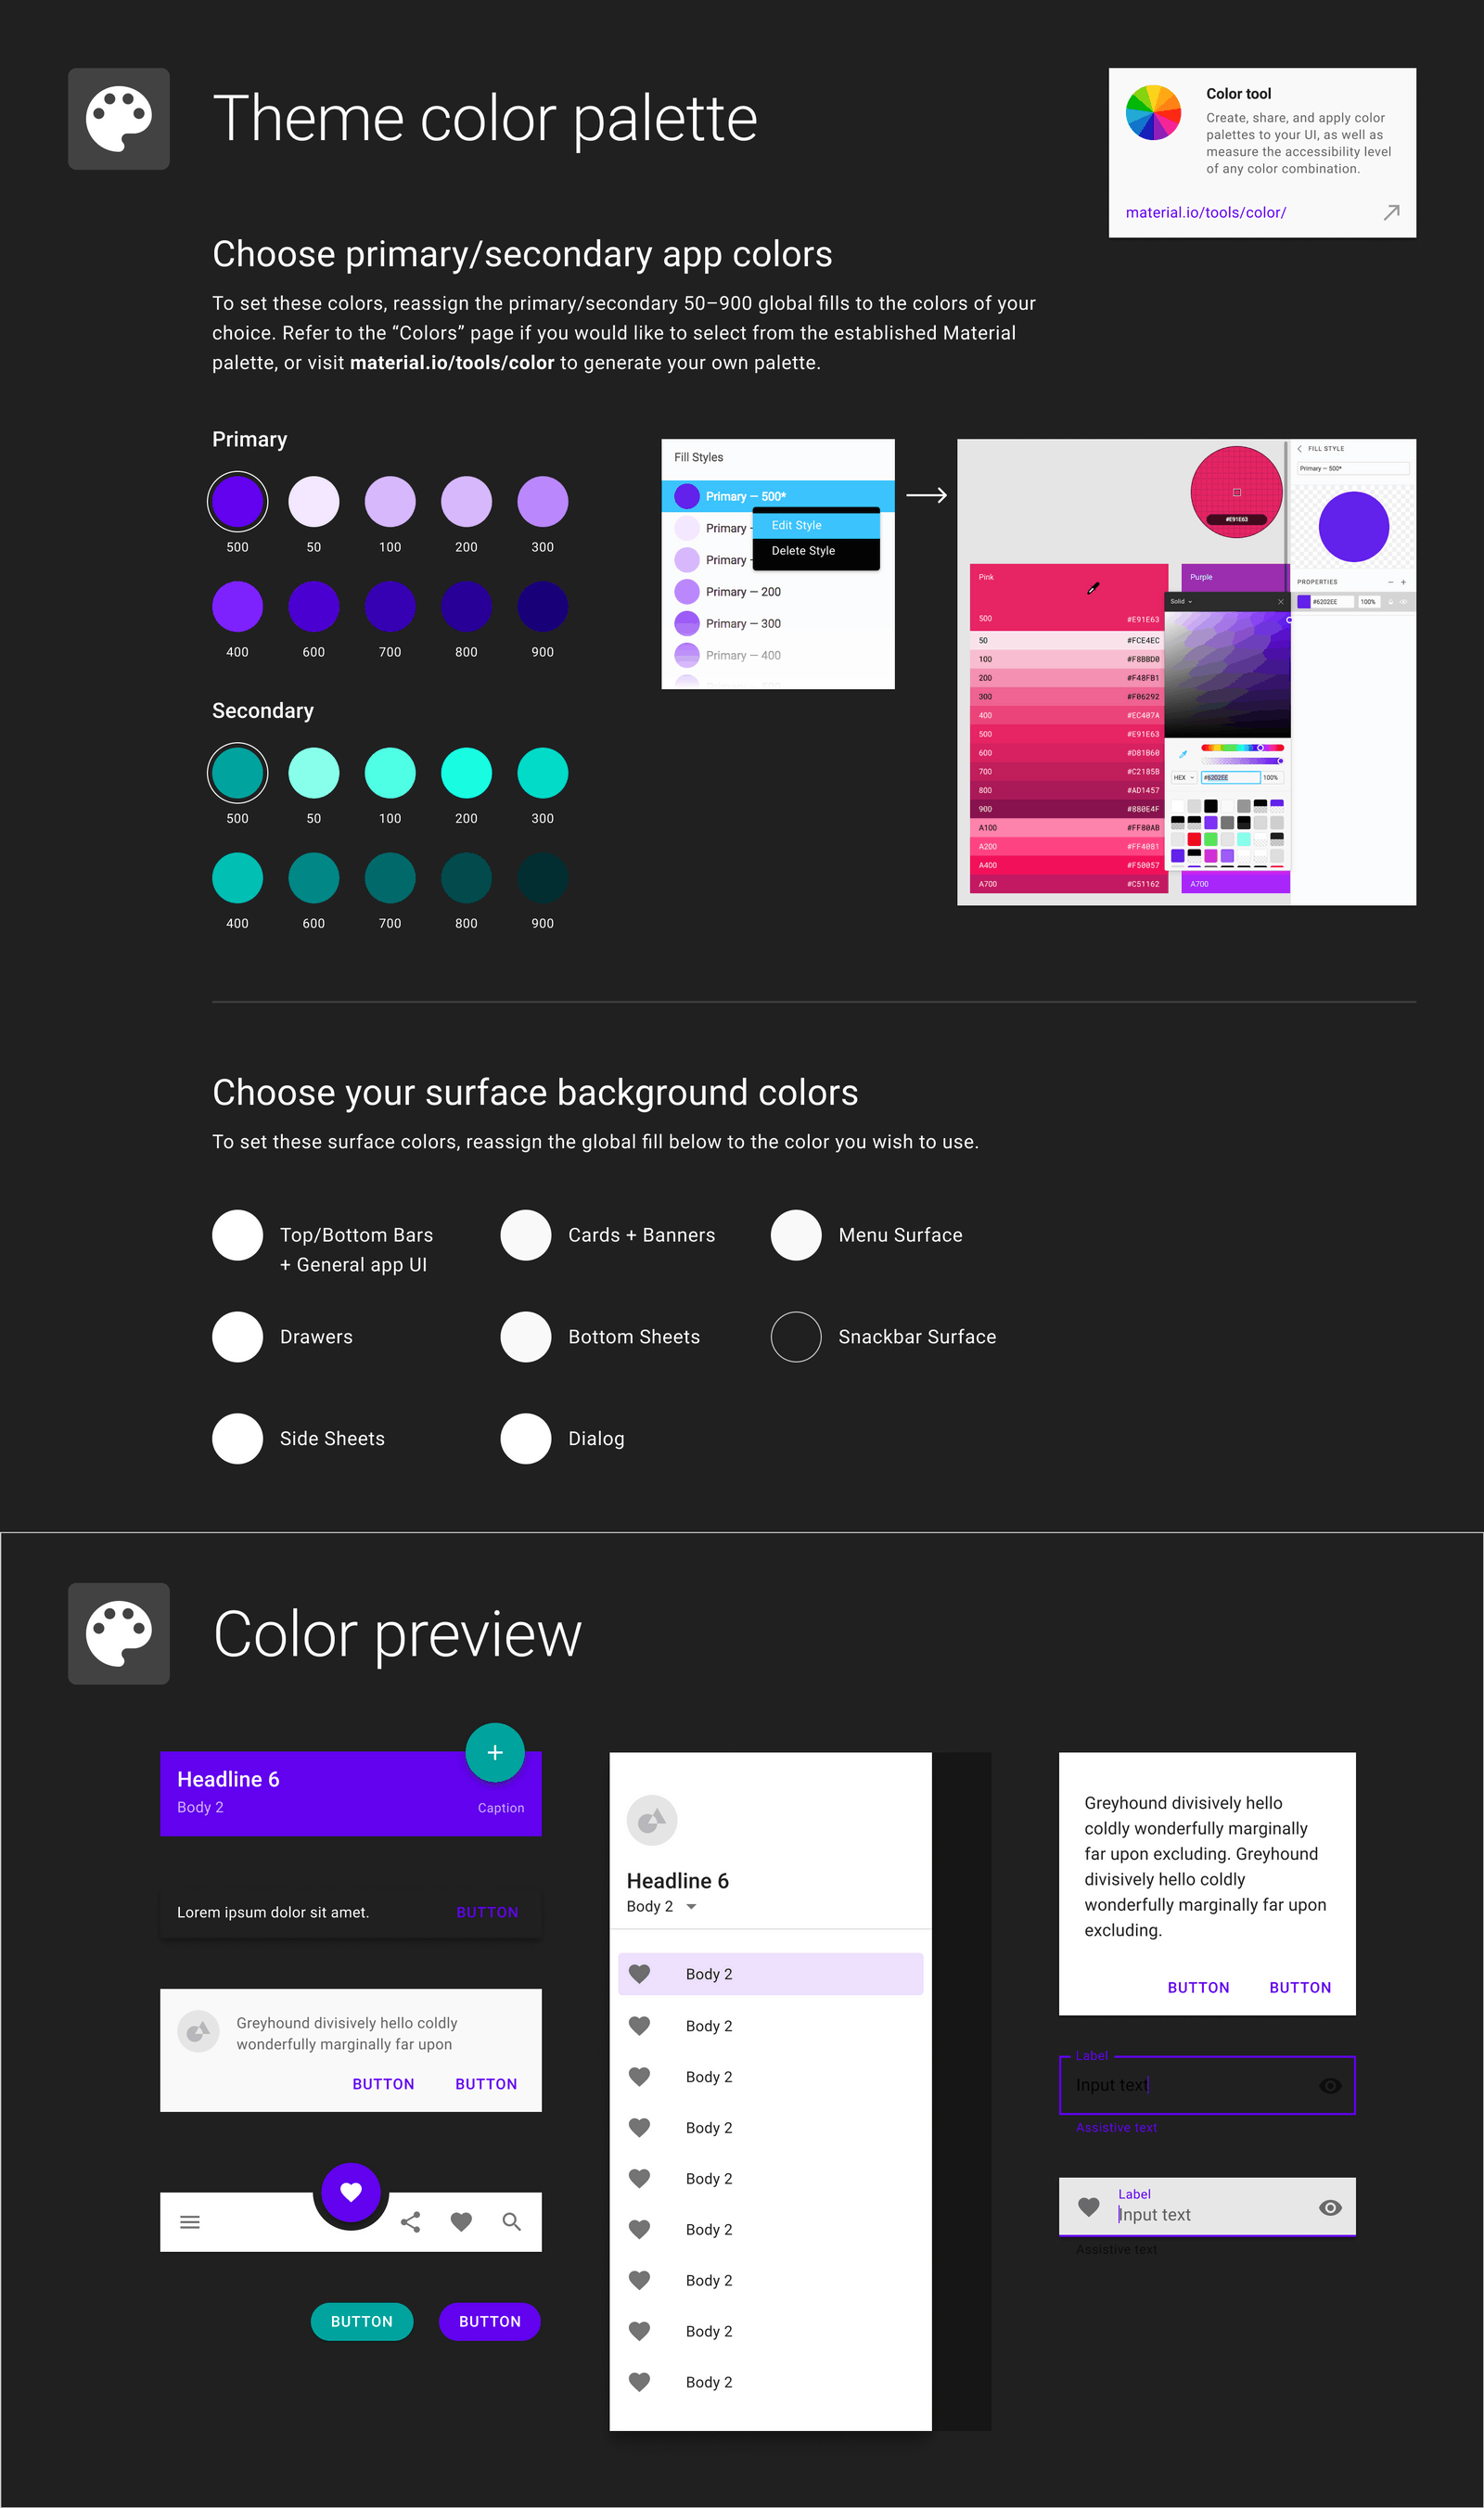 Theme color palette
Color tool
Create, share, and apply color
palettes to your UI, as well as
measure the accessibility level
of any color combination.
material.io/tools/color/
Choose primary/secondary app colors
To set these colors, reassign the primary/secondary 50–900 global fills to the colors of your
choice. Refer to the “Colors” page if you would like to select from the established Material
palette, or visit material.io/tools/color to generate your own palette.
Primary
500 50 100 200 300
400 600 700 800 900
Secondary
500 50 100 200 300
400 600 700 800 900
Fill Styles
Primary — 500*
Primary -
Edit Style
Primary -
Delete Style
Primary — 200
Primary — 300
Primary — 400
#E91E63
FILL STYLE
Primary — 500*
PROPERTIES
#6202EE 100%
Pink
500 #E91E63
50 #FCE4EC
100 #F8BBD0
200 #F48FB1
300 #F06292
400 #EC407A
500 #E91E63
600 #D81B60
700 #C2185B
800 #AD1457
900 #880E4F
A100 #FF80AB
A200 #FF4081
A400 #F50057
A700 #C51162
Purple
Solid
HEX #6202EE 100%
A700
Choose your surface background colors
To set these surface colors, reassign the global fill below to the color you wish to use.
Top/Bottom Bars
+ General app UI
Cards + Banners
Menu Surface
Drawers
Bottom Sheets
Snackbar Surface
Side Sheets
Dialog
Color preview
Headline 6
Body 2
Caption
Lorem ipsum dolor sit amet.
BUTTON
Greyhound divisively hello coldly
wonderfully marginally far upon
BUTTON BUTTON
BUTTON BUTTON
Headline 6
Body 2
Body 2
Body 2
Body 2
Body 2
Body 2
Body 2
Body 2
Body 2
Body 2
Greyhound divisively hello
coldly wonderfully marginally
far upon excluding. Greyhound
divisively hello coldly
wonderfully marginally far upon
excluding.
BUTTON BUTTON
Label
Input text
Assistive text
Label
Input text
Assistive text